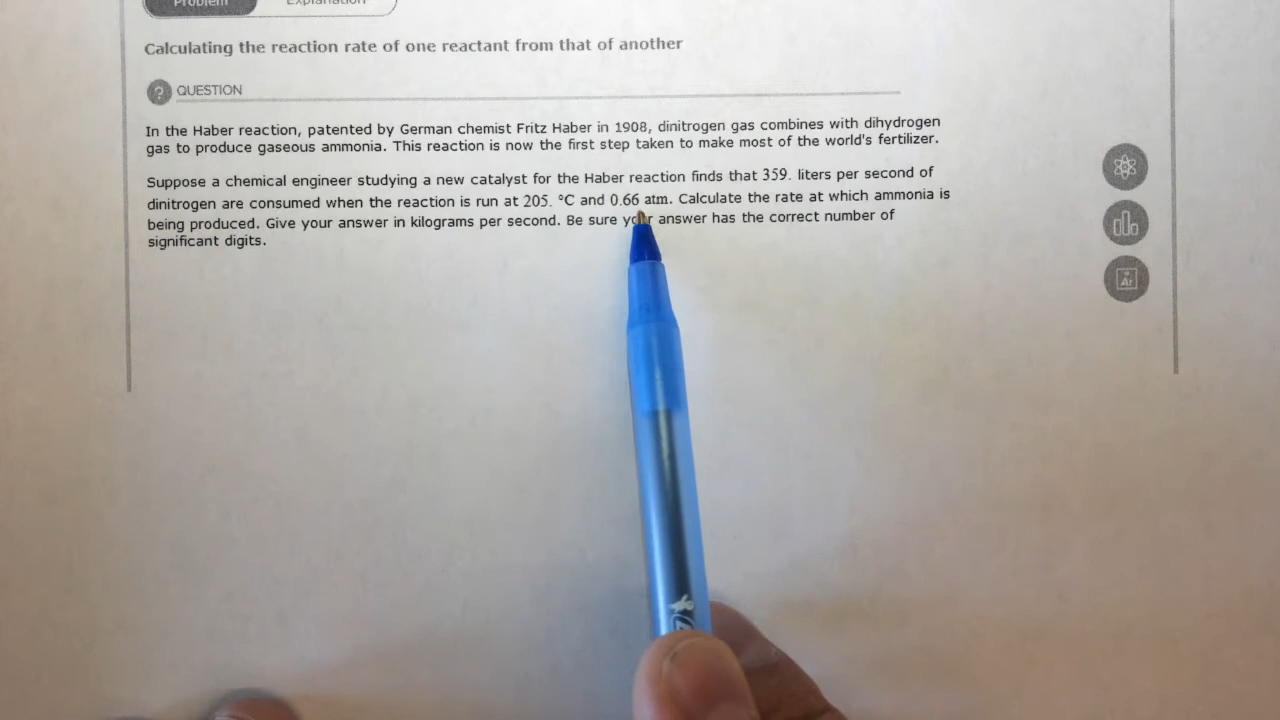 Problem
Explanation
Calculating the reaction rate of one reactant from that of another
? QUESTION
In the Haber reaction, patented by German chemist Fritz Haber in 1908, dinitrogen gas combines with dihydrogen
gas to produce gaseous ammonia. This reaction is now the first step taken to make most of the world's fertilizer.
Suppose a chemical engineer studying a new catalyst for the Haber reaction finds that 359. liters per second of
dinitrogen are consumed when the reaction is run at 205. °C and 0.66 atm. Calculate the rate at which ammonia is
being produced. Give your answer in kilograms per second. Be sure your answer has the correct number of
significant digits.
Ar